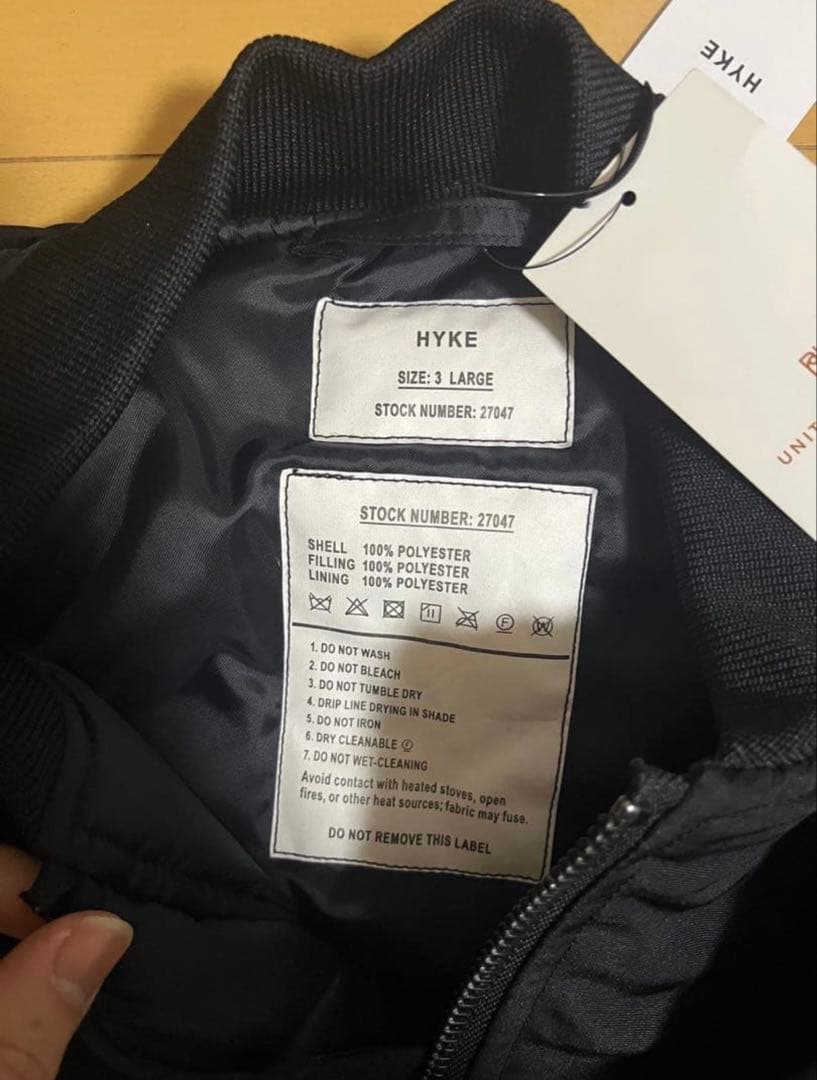 HYKE
HYKE
SIZE: 3 LARGE
STOCK NUMBER: 27047
UNIT
STOCK NUMBER: 27047
SHELL 100% POLYESTER
FILLING 100% POLYESTER
LINING 100% POLYESTER
F W
1. DO NOT WASH
2. DO NOT BLEACH
3. DO NOT TUMBLE DRY
4. DRIP LINE DRYING IN SHADE
5. DO NOT IRON
6. DRY CLEANABLE Ⓕ
7. DO NOT WET-CLEANING
Avoid contact with heated stoves, open
fires, or other heat sources; fabric may fuse.
DO NOT REMOVE THIS LABEL